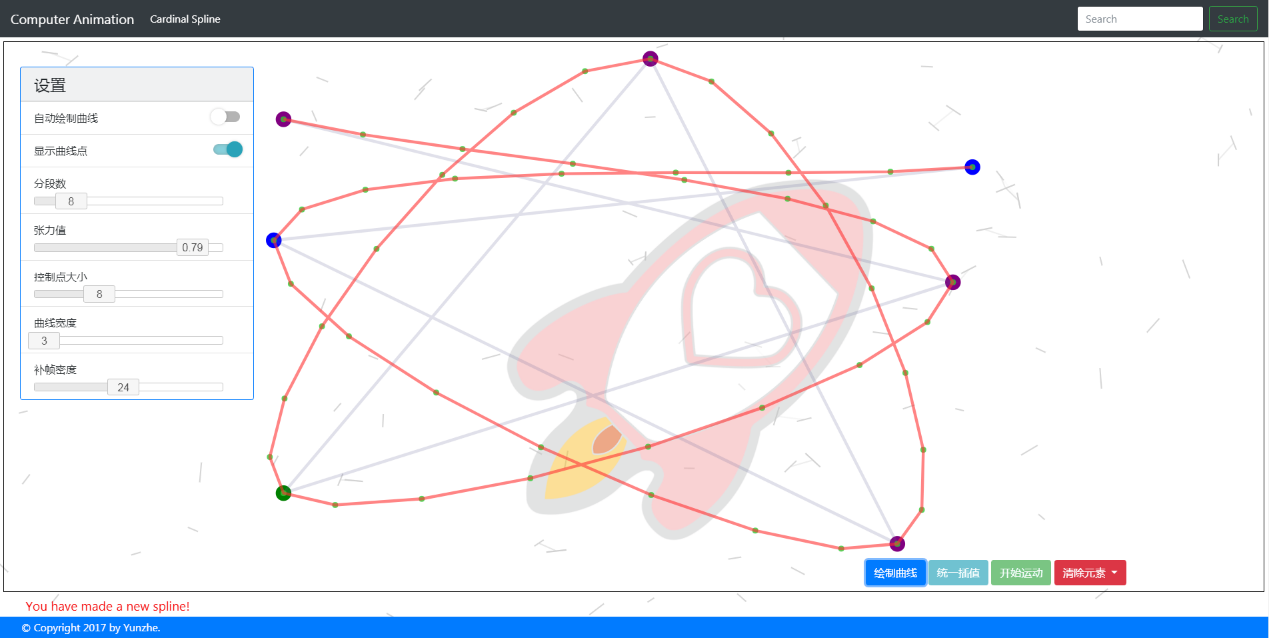 Computer Animation Cardinal Spline Search Search
设置
自动绘制曲线
显示曲线点
分段数
8
张力值
0.79
控制点大小
8
曲线宽度
3
补帧密度
24
绘制曲线 统一插值 开始运动 清除元素
You have made a new spline!
© Copyright 2017 by Yunzhe.